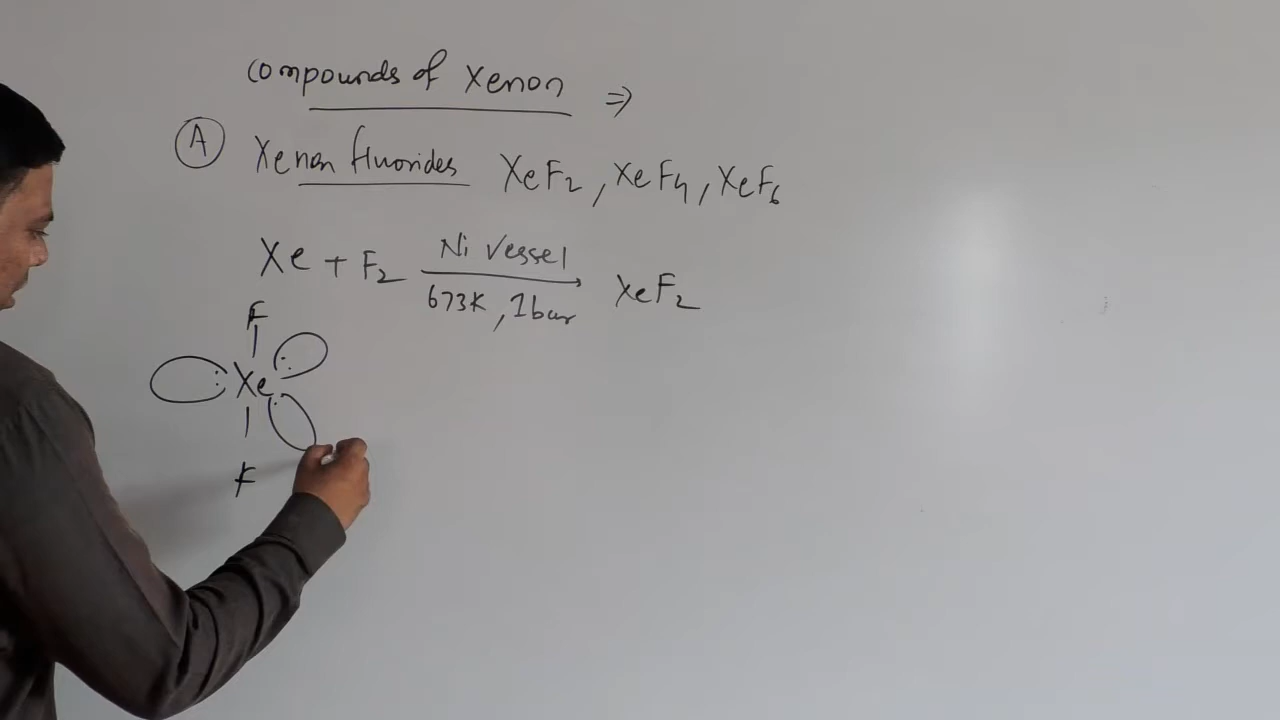 Compounds of Xenon ⇒
A Xenon fluorides XeF2, XeF4, XeF6
Xe + F2 Ni Vessel → XeF2
673K, 1bar
F
Xe
F